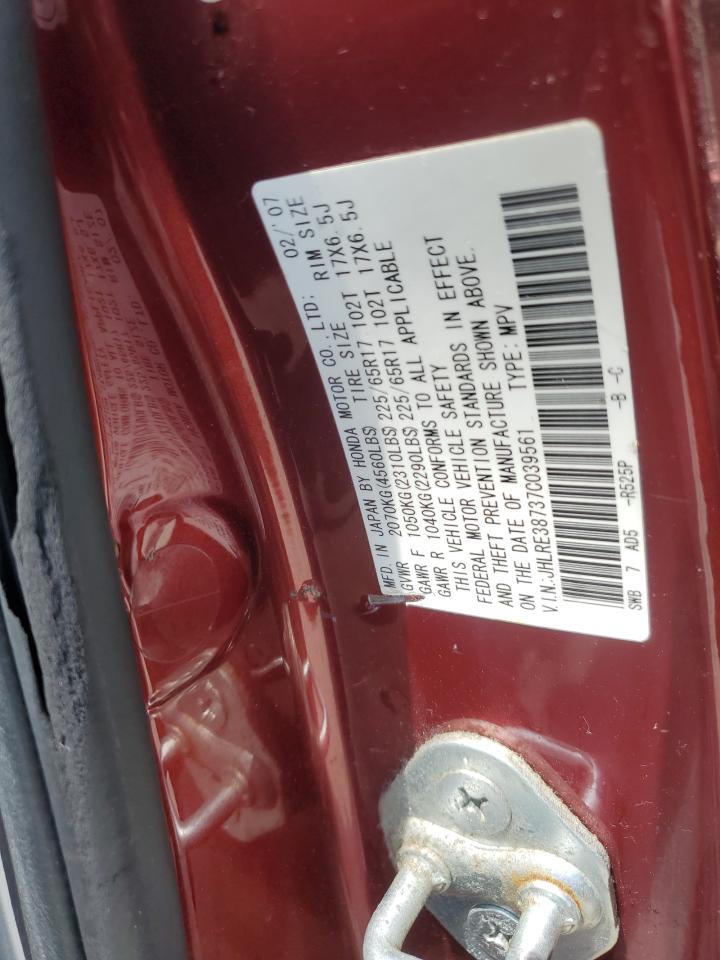 MFD. IN JAPAN BY HONDA MOTOR CO., LTD: 02/'07
GVWR 2070KG(4560LBS) TIRE SIZE RIM SIZE
GAWR F 1050KG(2310LBS) 225/65R17 102T 17X6.5J
GAWR R 1040KG(2290LBS) 225/65R17 102T 17X6.5J
THIS VEHICLE CONFORMS TO ALL APPLICABLE
FEDERAL MOTOR VEHICLE SAFETY
AND THEFT PREVENTION STANDARDS IN EFFECT
ON THE DATE OF MANUFACTURE SHOWN ABOVE.
V.IN:JHLRE38737C039561 TYPE:MPV
SWB 7 AD5 -R525P -B -C